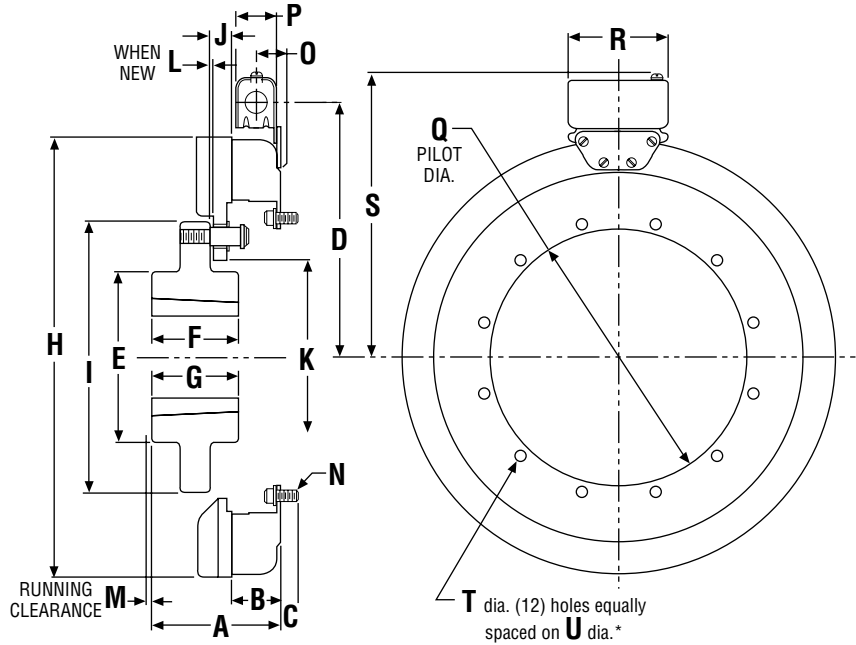 P
J
R
WHEN
NEW
L
O
Q
PILOT
DIA.
S
D
F
H
E
I
K
G
N
RUNNING
CLEARANCE
M
B
C
A
T dia. (12) holes equally
spaced on U dia.*